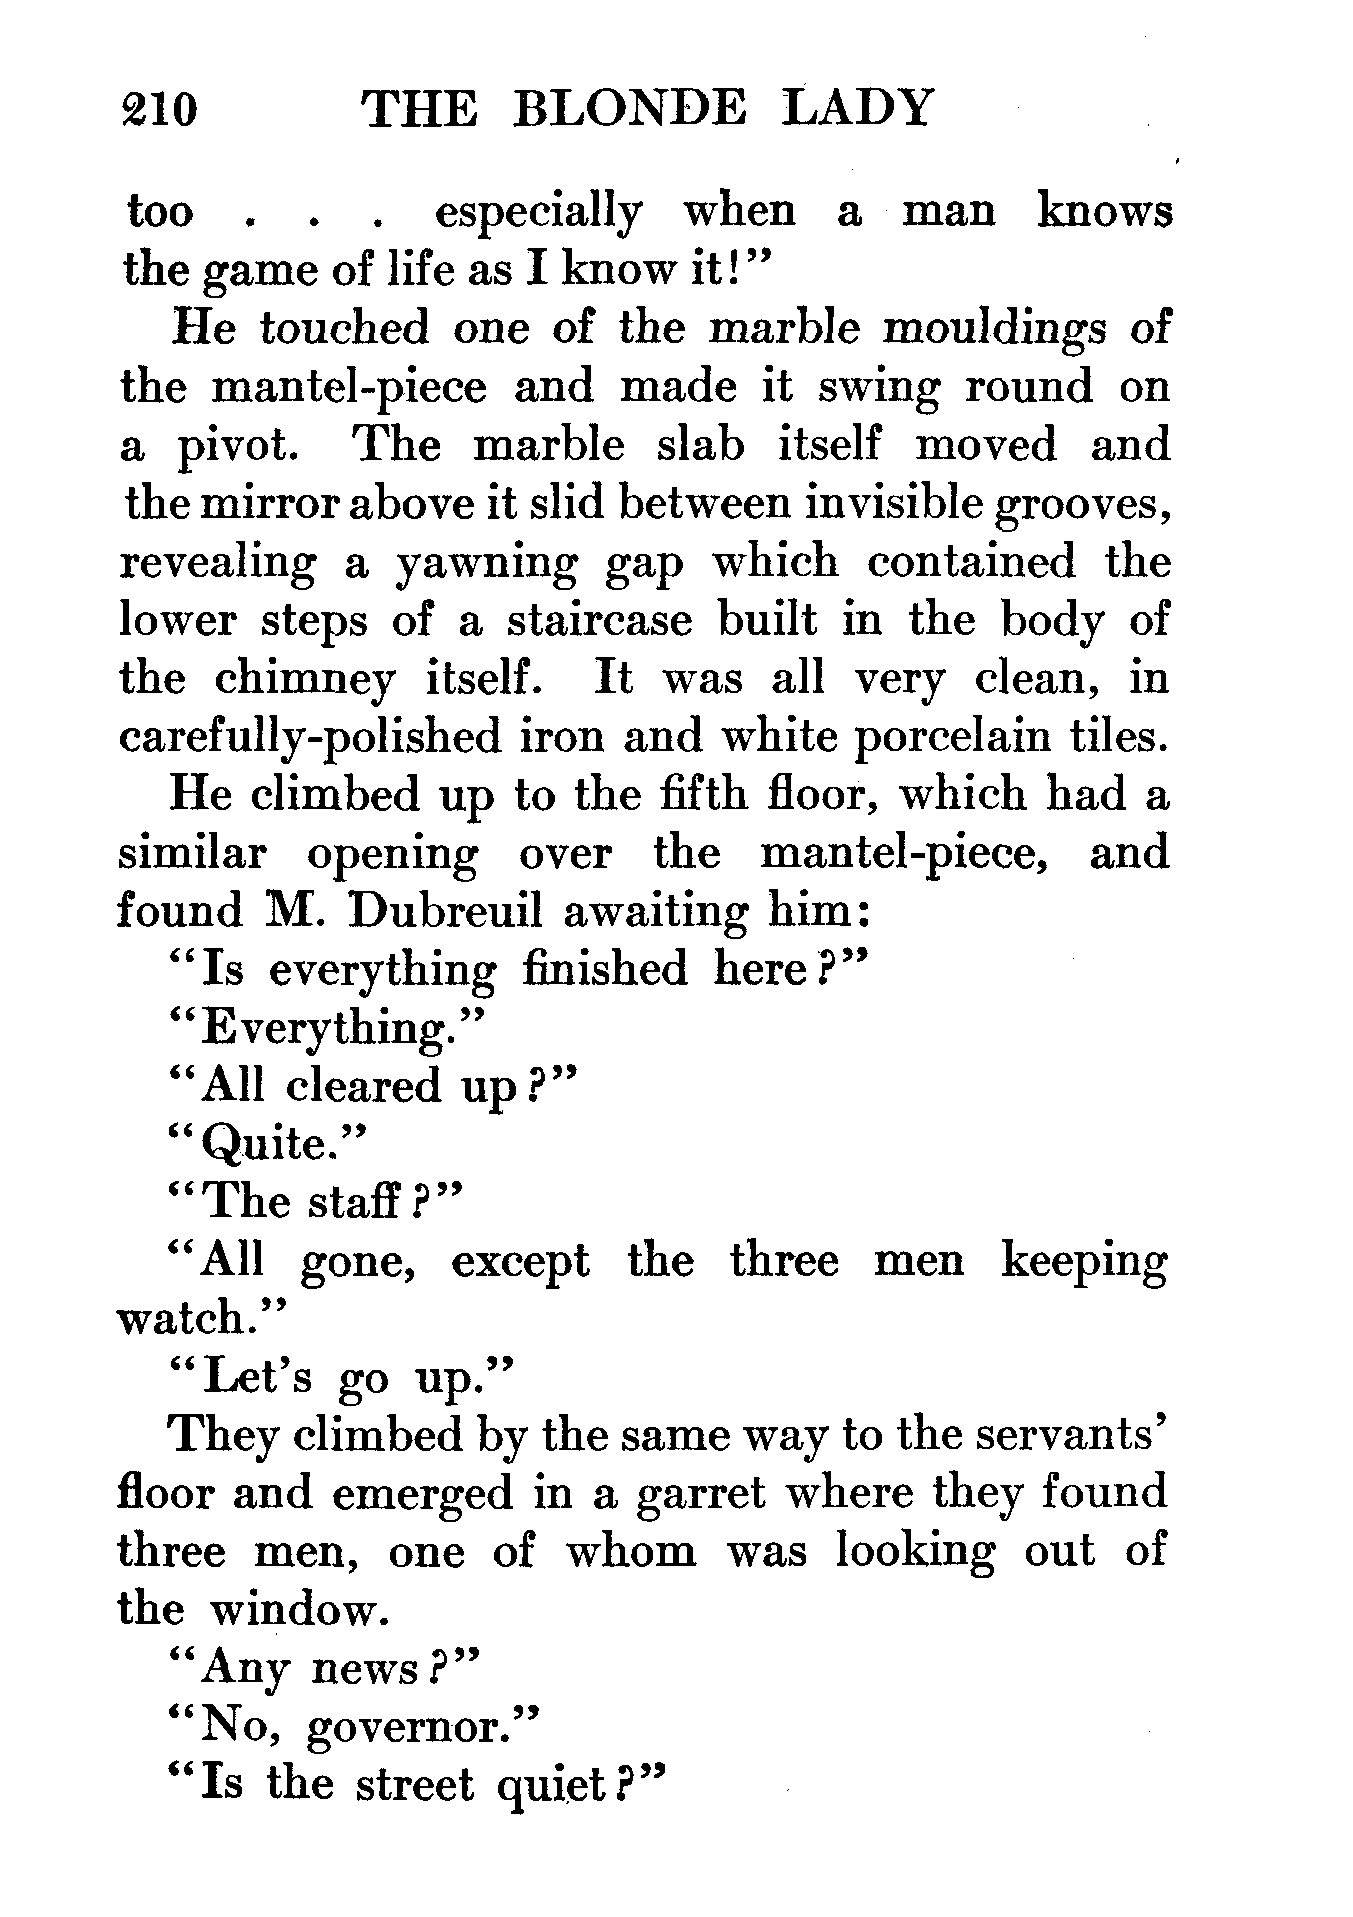 210 THE BLONDE LADY
too . . . especially when a man knows
the game of life as I know it!”
He touched one of the marble mouldings of
the mantel-piece and made it swing round on
a pivot. The marble slab itself moved and
the mirror above it slid between invisible grooves,
revealing a yawning gap which contained the
lower steps of a staircase built in the body of
the chimney itself. It was all very clean, in
carefully-polished iron and white porcelain tiles.
He climbed up to the fifth floor, which had a
similar opening over the mantel-piece, and
found M. Dubreuil awaiting him:
“Is everything finished here?”
“Everything.”
“All cleared up?”
“Quite.”
“The staff?”
“All gone, except the three men keeping
watch.”
“Let’s go up.”
They climbed by the same way to the servants’
floor and emerged in a garret where they found
three men, one of whom was looking out of
the window.
“Any news?”
“No, governor.”
“Is the street quiet?”